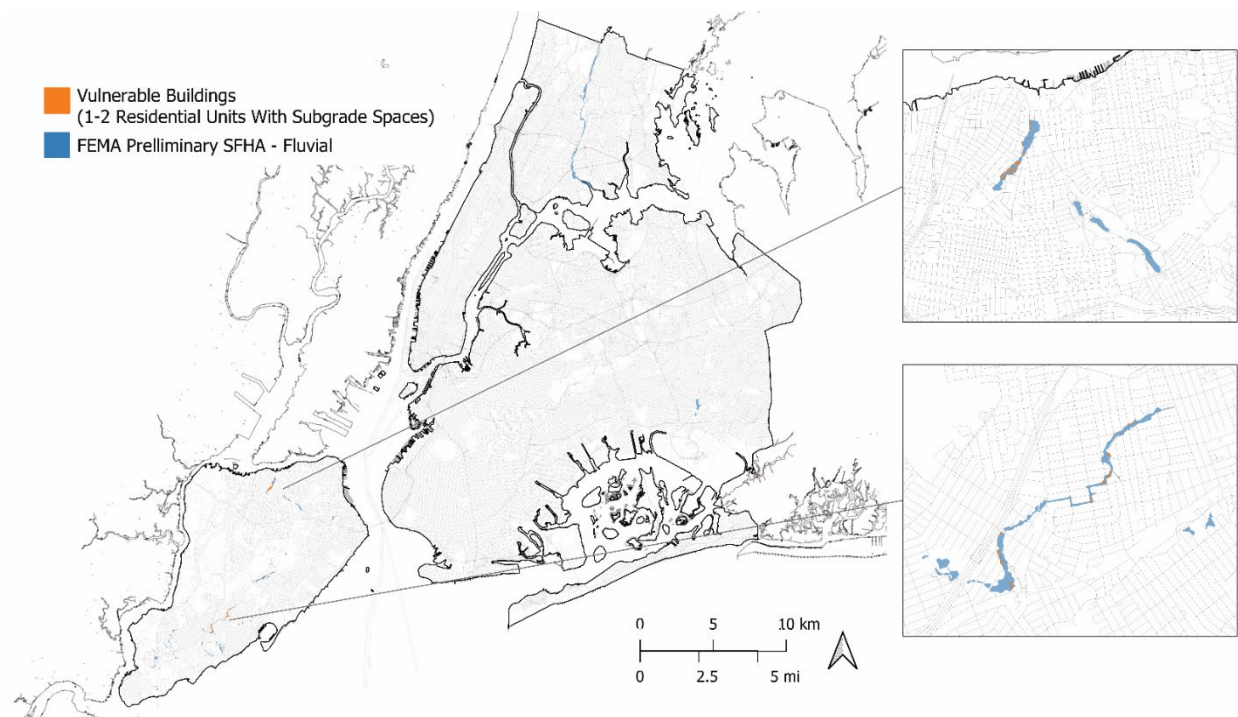 Vulnerable Buildings
(1-2 Residential Units With Subgrade Spaces)
FEMA Prelliminary SFHA - Fluvial
0 5 10 km
0 2.5 5 mi